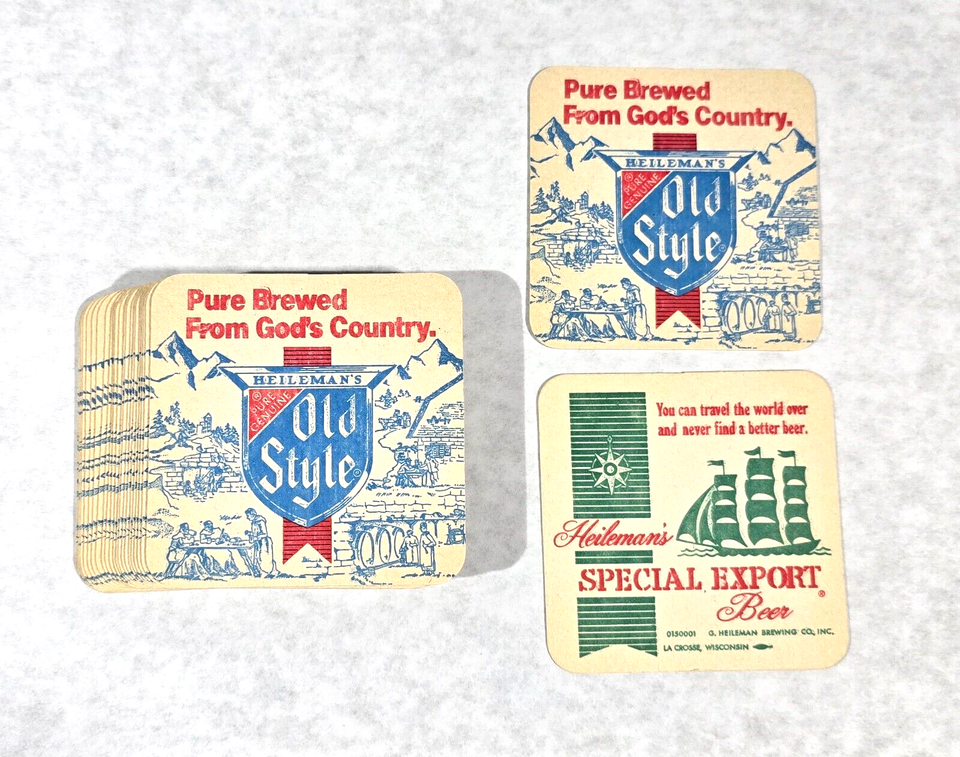 Pure Brewed
From God's Country.
HEILEMAN'S
® PURE GENUINE
Old
Style®
Pure Brewed
From God's Country.
HEILEMAN'S
® PURE GENUINE
Old
Style®
You can travel the world over
and never find a better beer.
Heileman's
SPECIAL EXPORT®
Beer
0150001 G. HEILEMAN BREWING CO., INC.
LA CROSSE, WISCONSIN